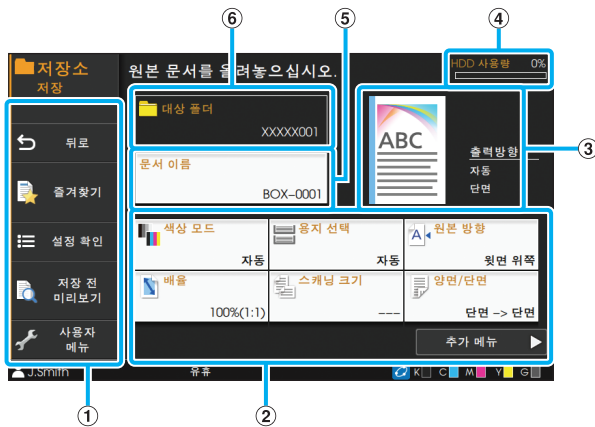 ⑥
⑤
④
저장소
저장
원본 문서를 올려놓으십시오.
HDD 사용량 0%
대상 폴더
XXXXX001
문서 이름
BOX-0001
ABC
출력방향
자동
단면
③
뒤로
즐겨찾기
설정 확인
저장 전
미리보기
사용자
메뉴
색상 모드
자동
용지 선택
자동
원본 방향
윗면 위쪽
배율
100%(1:1)
스캐닝 크기
---
양면/단면
단면 -> 단면
추가 메뉴
J.Smith
유휴
K C M Y G
①
②